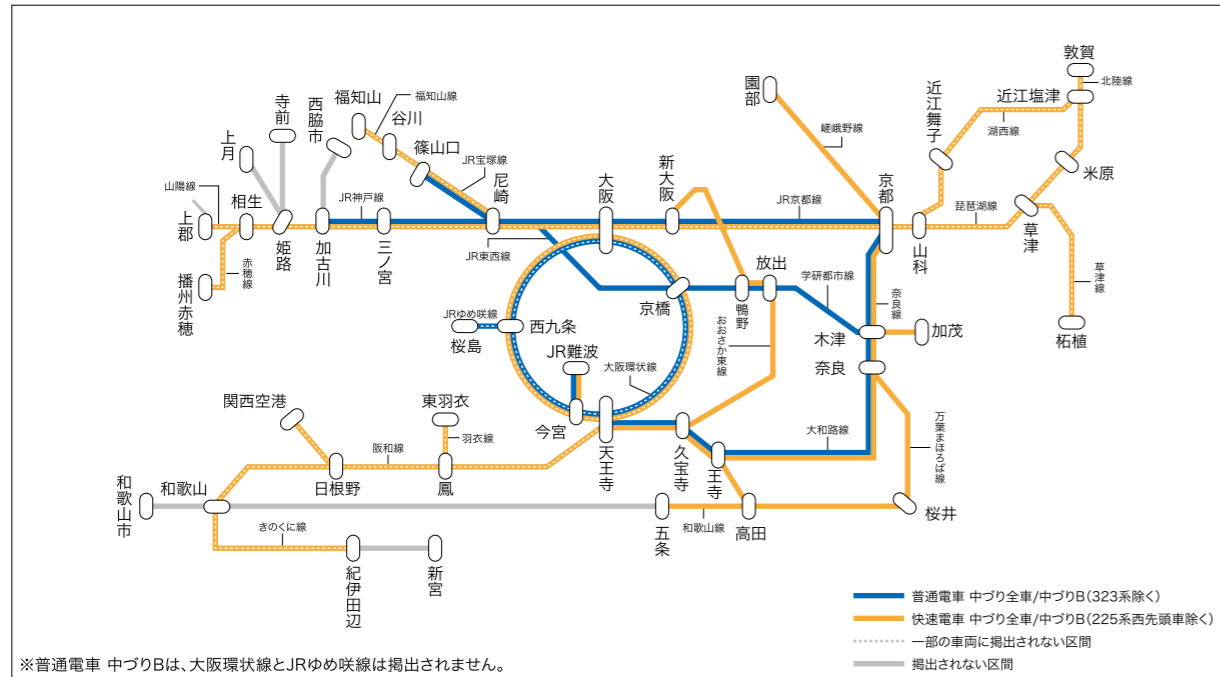 敦賀
北陸線
近江塩津
近江舞子
湖西線
園部
嵯峨野線
寺前
西脇市
福知山
福知山線
谷川
上月
篠山口
JR宝塚線
尼崎
大阪
新大阪
京都
米原
山陽線
相生
JR神戸線
JR京都線
琵琶湖線
上郡
姫路
加古川
三ノ宮
JR東西線
山科
草津
赤穂線
播州赤穂
京橋
鴨野
放出
学研都市線
奈良線
草津線
JRゆめ咲線
桜島
西九条
おおさか東線
木津
加茂
柘植
JR難波
大阪環状線
奈良
関西空港
東羽衣
羽衣線
今宮
天王寺
久宝寺
王寺
大和路線
万葉まほろば線
阪和線
日根野
鳳
和歌山市
和歌山
五条
和歌山線
高田
桜井
きのくに線
紀伊田辺
新宮
普通電車 中づり全車/中づりB(323系除く)
快速電車 中づり全車/中づりB(225系西先頭車除く)
一部の車両に掲出されない区間
掲出されない区間
※普通電車 中づりBは、大阪環状線とJRゆめ咲線は掲出されません。